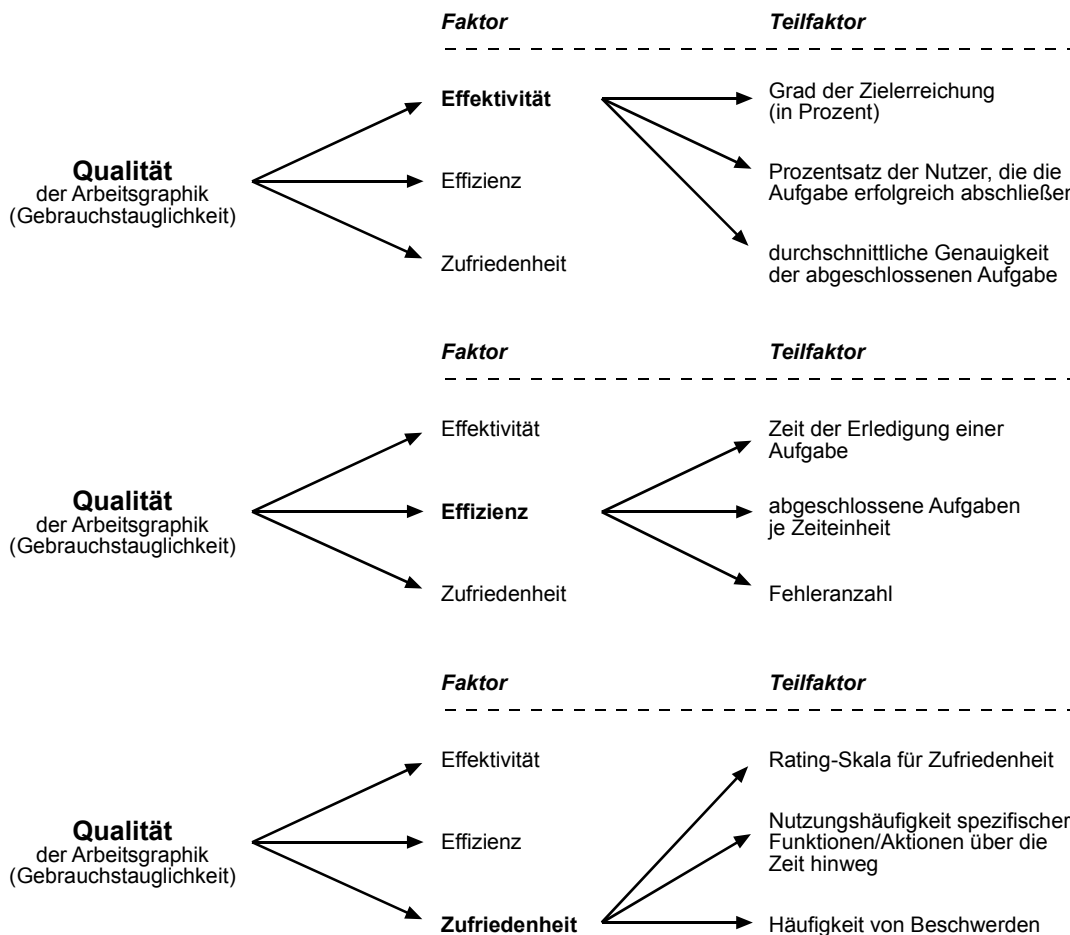 Faktor
Teilfaktor
Effektivität
Grad der Zielerreichung
(in Prozent)
Qualität
der Arbeitsgraphik
(Gebrauchstauglichkeit)
Effizienz
Prozentsatz der Nutzer, die die
Aufgabe erfolgreich abschließen
Zufriedenheit
durchschnittliche Genauigkeit
der abgeschlossenen Aufgabe
Faktor
Teilfaktor
Effektivität
Zeit der Erledigung einer
Aufgabe
Qualität
der Arbeitsgraphik
(Gebrauchstauglichkeit)
Effizienz
abgeschlossene Aufgaben
je Zeiteinheit
Zufriedenheit
Fehleranzahl
Faktor
Teilfaktor
Effektivität
Rating-Skala für Zufriedenheit
Qualität
der Arbeitsgraphik
(Gebrauchstauglichkeit)
Effizienz
Nutzungshäufigkeit spezifischer
Funktionen/Aktionen über die
Zeit hinweg
Zufriedenheit
Häufigkeit von Beschwerden